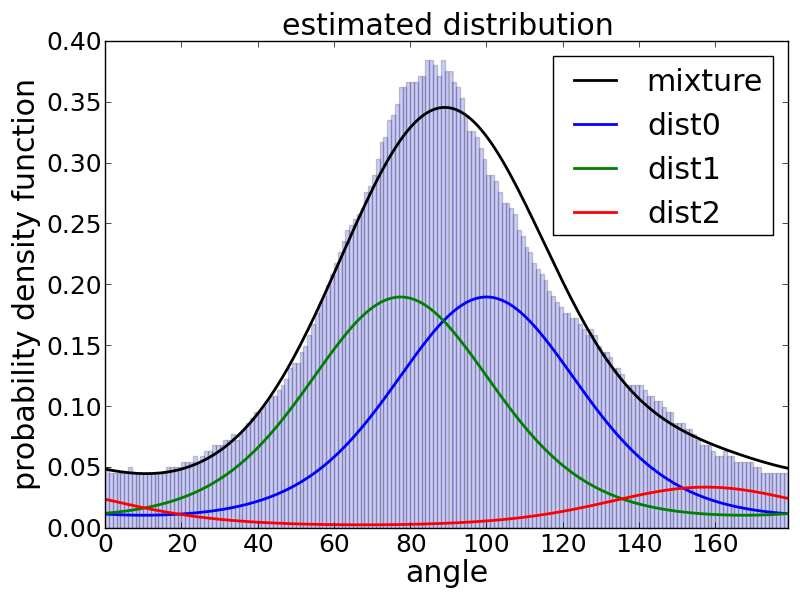 estimated distribution
probability density function
0.40
0.35
0.30
0.25
0.20
0.15
0.10
0.05
0.00
mixture
dist0
dist1
dist2
0 20 40 60 80 100 120 140 160
angle